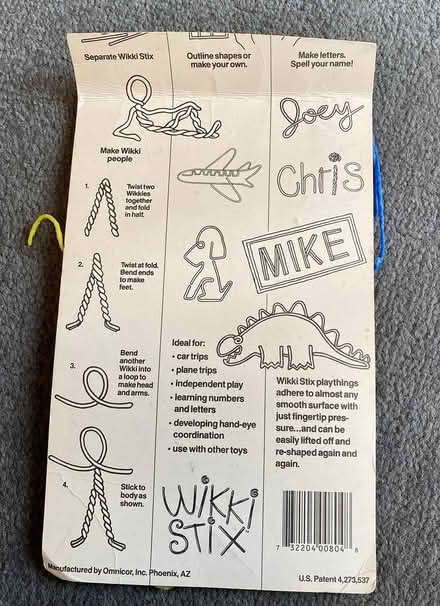 Separate Wikki Stix
Outline shapes or
make your own.
Make letters.
Spell your name!
Make Wikki
people
1.
Twist two
Wikkies
together
and fold
in half.
2.
Twist at fold.
Bend ends
to make
feet.
3.
Bend
another
Wikki into
a loop to
make head
and arms.
4.
Stick to
body as
shown.
Joey
Chris
MIKE
Ideal for:
• car trips
• plane trips
• independent play
• learning numbers
and letters
• developing hand-eye
coordination
• use with other toys
WIKKI
STIX
Wikki Stix playthings
adhere to almost any
smooth surface with
just fingertip pres-
sure...and can be
easily lifted off and
re-shaped again and
again.
7 32204 00804 8
Manufactured by Omnicor, Inc. Phoenix, AZ
U.S. Patent 4,273,537